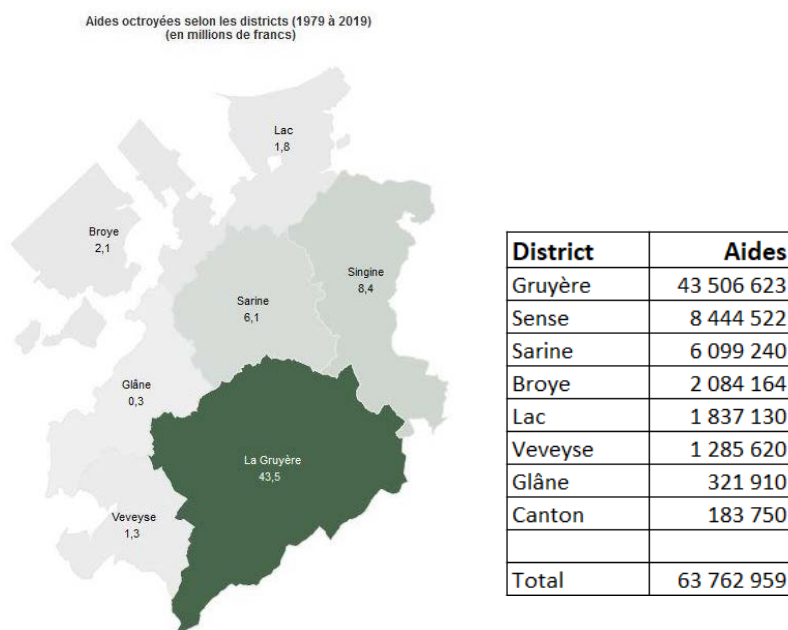 Aides octroyées selon les districts (1979 à 2019)
(en millions de francs)
Lac
1,8
Broye
2,1
Singine
8,4
Sarine
6,1
Glâne
0,3
La Gruyère
43,5
Veveyse
1,3
District Aides
Gruyère 43 506 623
Sense 8 444 522
Sarine 6 099 240
Broye 2 084 164
Lac 1 837 130
Veveyse 1 285 620
Glâne 321 910
Canton 183 750
Total 63 762 959